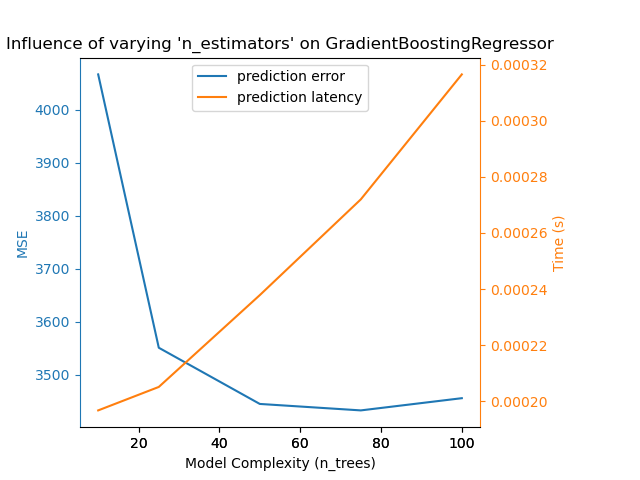 Influence of varying 'n_estimators' on GradientBoostingRegressor
prediction error
prediction latency
MSE
4000
3900
3800
3700
3600
3500
0.00032
0.00030
0.00028
0.00026
0.00024
0.00022
0.00020
Time (s)
20 40 60 80 100
Model Complexity (n_trees)